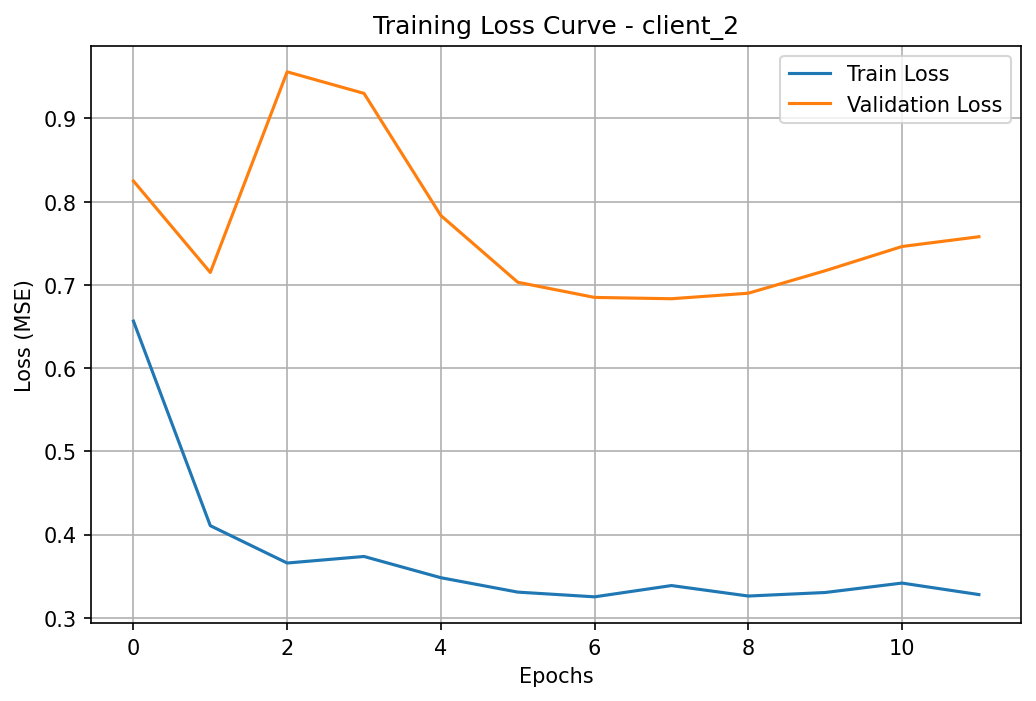 Training Loss Curve - client_2
Train Loss
Validation Loss
0.9
0.8
0.7
0.6
0.5
0.4
0.3
Loss (MSE)
0 2 4 6 8 10
Epochs